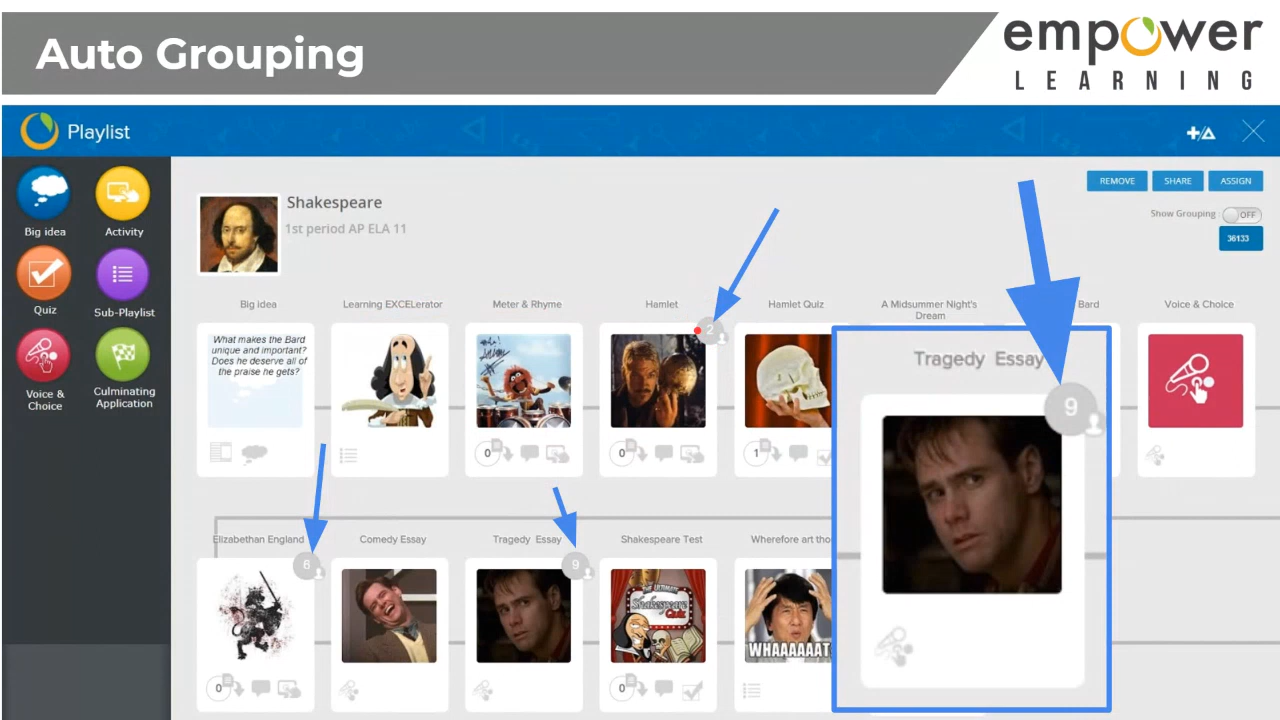 Auto Grouping
empower
LEARNING
Playlist
REMOVE
SHARE
ASSIGN
Show Grouping
OFF
36133
Big idea
Activity
Quiz
Sub-Playlist
Voice &
Choice
Culminating
Application
Shakespeare
1st period AP ELA 11
Big idea
Learning EXCELerator
Meter & Rhyme
Hamlet
Hamlet Quiz
A Midsummer Night's
Dream
Bard
Voice & Choice
What makes the Bard
unique and important?
Does he deserve all of
the praise he gets?
2
0
0
1
Elizabethan England
Comedy Essay
Tragedy Essay
Shakespeare Test
Wherefore art tho
6
9
THE ULTIMATE
Shakespeare
Quiz
WHAAAAAAT
0
0
Tragedy Essay
9